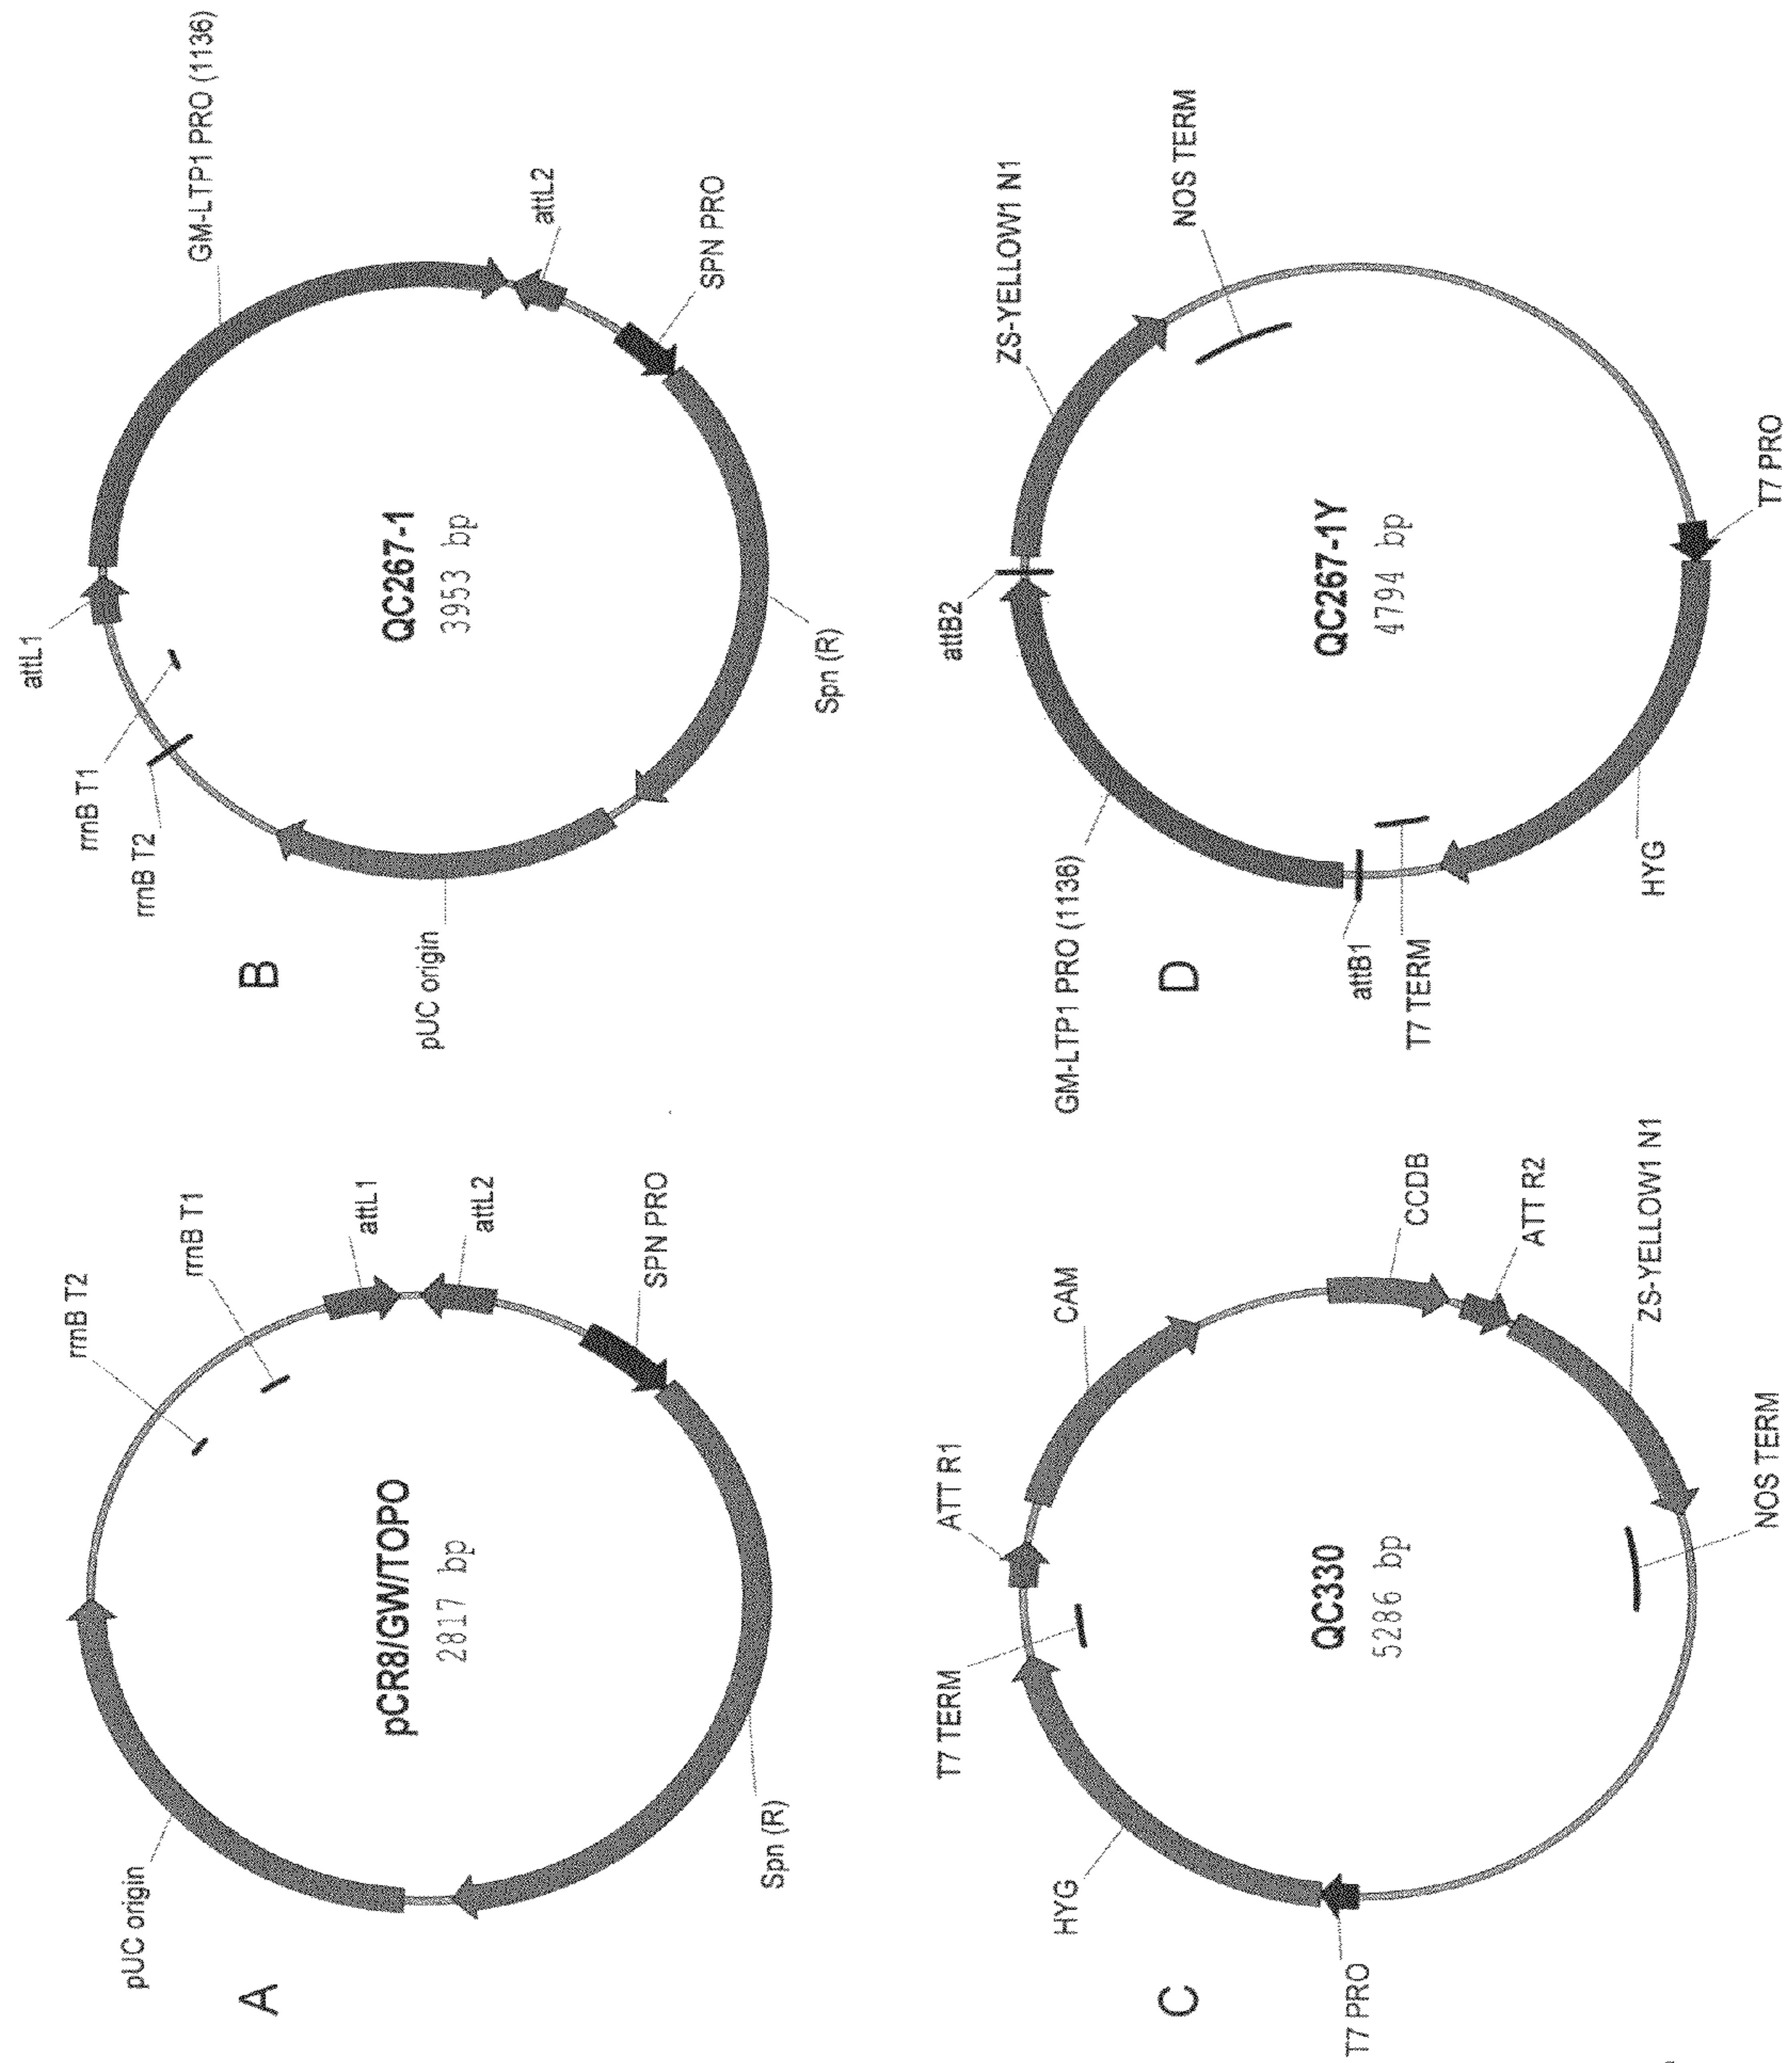 A
pCR8/GW/TOPO
2817 bp
rrnB T2
rrnB T1
attL1
attL2
SPN PRO
Spn (R)
pUC origin
B
QC267-1
3953 bp
attL1
GM-LTP1 PRO (1136)
attL2
SPN PRO
Spn (R)
pUC origin
rrnB T2
rrnB T1
C
QC330
5286 bp
T7 TERM
ATT R1
CAM
CCDB
ATT R2
ZS-YELLOW1 N1
NOS TERM
T7 PRO
HYG
D
QC267-1Y
4794 bp
attB2
ZS-YELLOW1 N1
NOS TERM
T7 PRO
HYG
T7 TERM
attB1
GM-LTP1 PRO (1136)